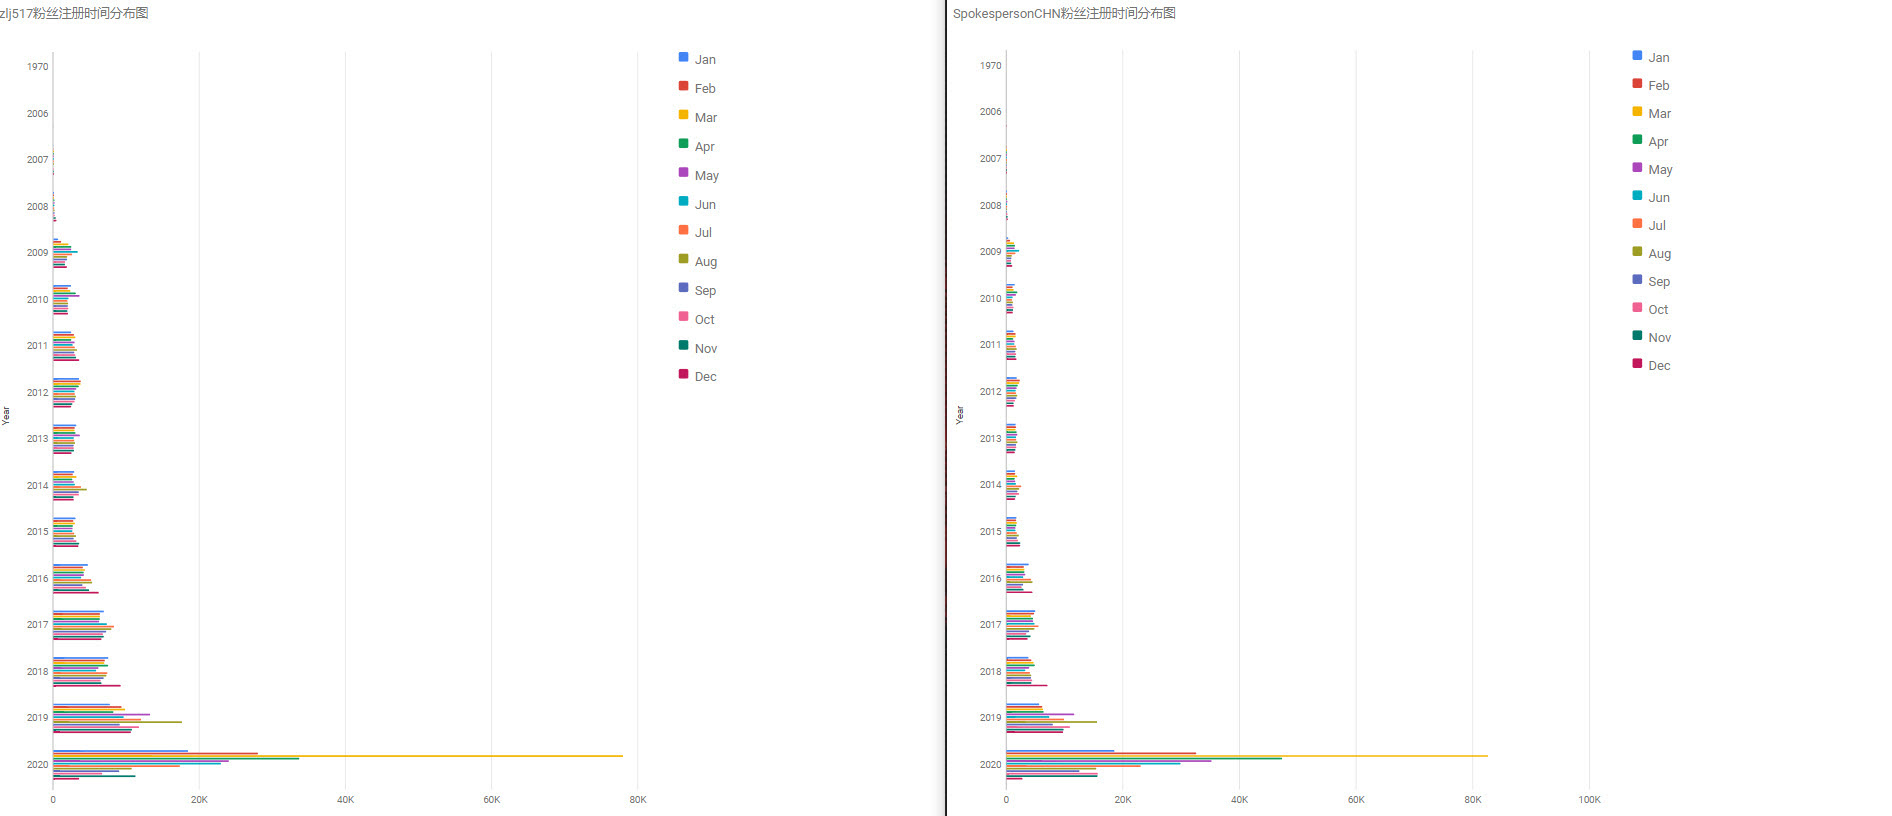 zlj517粉丝注册时间分布图
Year
1970
2006
2007
2008
2009
2010
2011
2012
2013
2014
2015
2016
2017
2018
2019
2020
0 20K 40K 60K 80K
Jan
Feb
Mar
Apr
May
Jun
Jul
Aug
Sep
Oct
Nov
Dec
SpokespersonCHN粉丝注册时间分布图
Year
1970
2006
2007
2008
2009
2010
2011
2012
2013
2014
2015
2016
2017
2018
2019
2020
0 20K 40K 60K 80K 100K
Jan
Feb
Mar
Apr
May
Jun
Jul
Aug
Sep
Oct
Nov
Dec